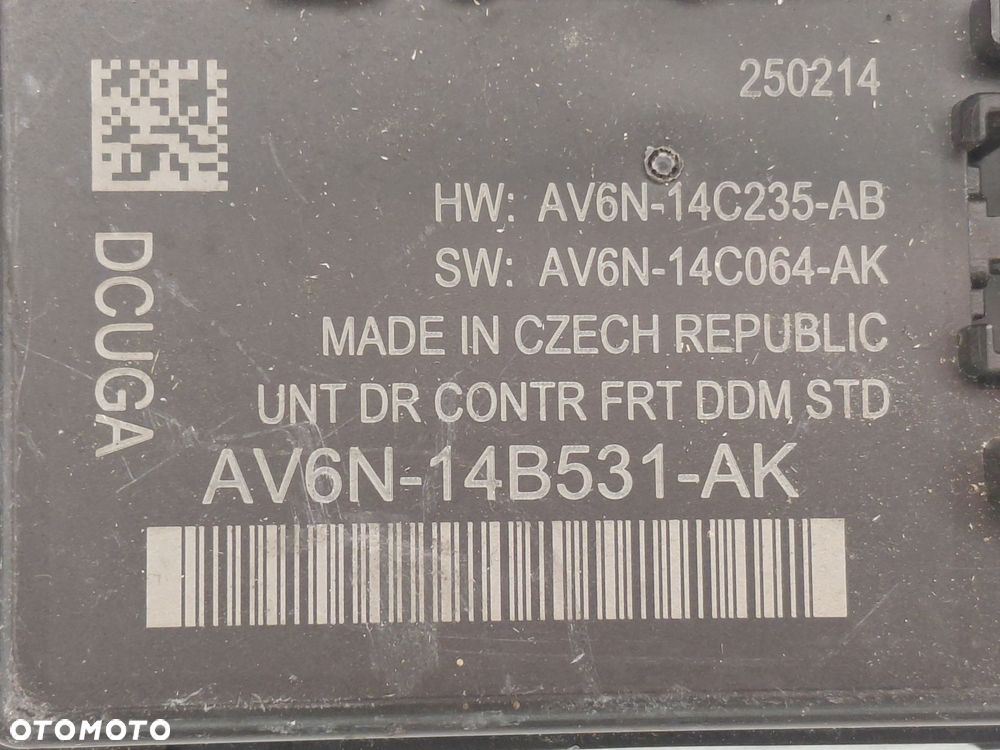 250214
HW: AV6N-14C235-AB
SW: AV6N-14C064-AK
MADE IN CZECH REPUBLIC
UNT DR CONTR FRT DDM STD
DCUGA
AV6N-14B531-AK
OTOMOTO